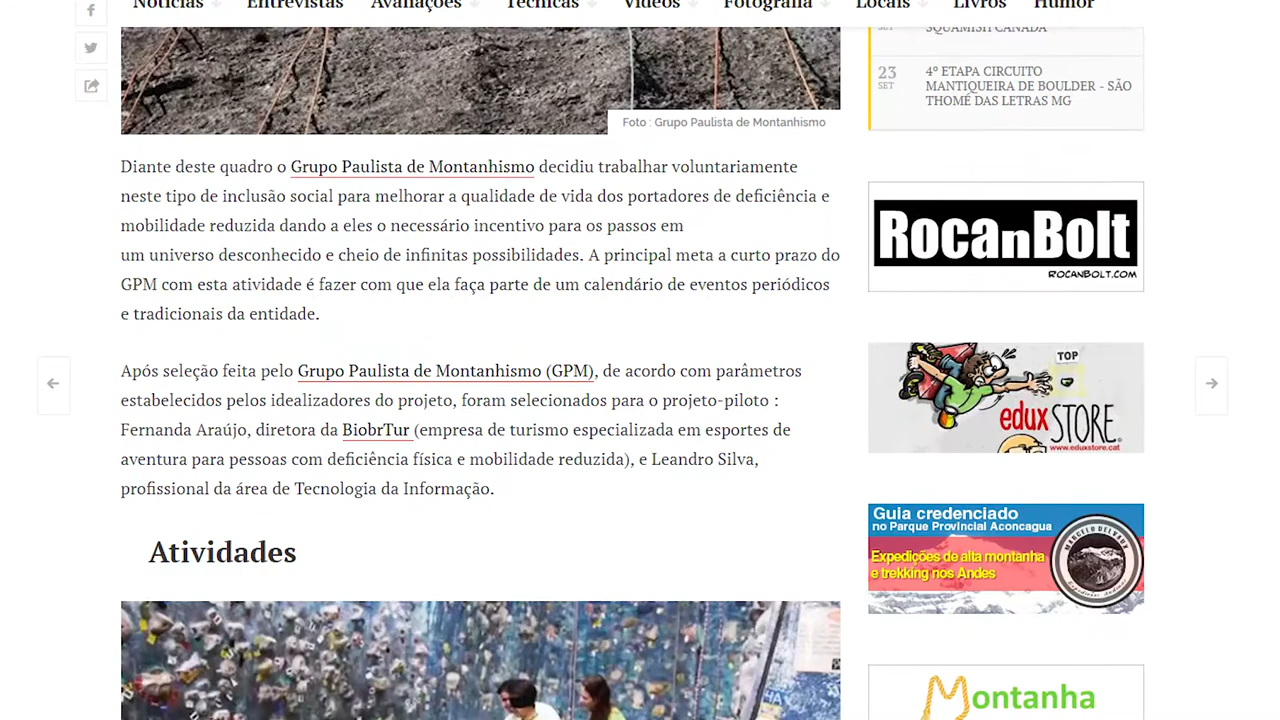 Notícias Entrevistas Avaliações Técnicas Vídeos Fotografia Locais Livros Humor
SET
SQUAMISH CANADÁ
23
SET
4º ETAPA CIRCUITO
MANTIQUEIRA DE BOULDER - SÃO
THOMÉ DAS LETRAS MG
Foto : Grupo Paulista de Montanhismo
Diante deste quadro o Grupo Paulista de Montanhismo decidiu trabalhar voluntariamente
neste tipo de inclusão social para melhorar a qualidade de vida dos portadores de deficiência e
mobilidade reduzida dando a eles o necessário incentivo para os passos em
um universo desconhecido e cheio de infinitas possibilidades. A principal meta a curto prazo do
GPM com esta atividade é fazer com que ela faça parte de um calendário de eventos periódicos
e tradicionais da entidade.
Após seleção feita pelo Grupo Paulista de Montanhismo (GPM), de acordo com parâmetros
estabelecidos pelos idealizadores do projeto, foram selecionados para o projeto-piloto :
Fernanda Araújo, diretora da BiobrTur (empresa de turismo especializada em esportes de
aventura para pessoas com deficiência física e mobilidade reduzida), e Leandro Silva,
profissional da área de Tecnologia da Informação.
Atividades
RocanBolt
ROCANBOLT.COM
TOP
edux STORE®
www.eduxstore.cat
Guia credenciado
no Parque Provincial Aconcagua
Expedições de alta montanha
e trekking nos Andes
MARCELO DELVAUX
Montanha